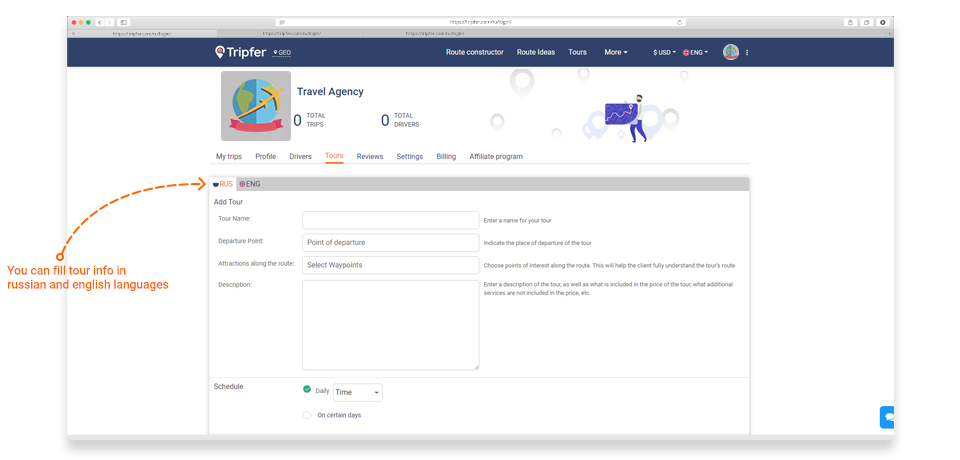 https://tripfer.com/ru/login/
https://tripfer.com/ru/login/
https://tripfer.com/ru/login/
https://tripfer.com/ru/login/
Tripfer GEO Route constructor Route Ideas Tours More $ USD ENG
Travel Agency
0 TOTAL TRIPS 0 TOTAL DRIVERS
My trips Profile Drivers Tours Reviews Settings Billing Affiliate program
RUS ENG
Add Tour
Tour Name: Enter a name for your tour
Departure Point: Point of departure Indicate the place of departure of the tour
Attractions along the route: Select Waypoints Choose points of interest along the route. This will help the client fully understand the tour's route
You can fill tour info in
russian and english languages
Description: Enter a description of the tour, as well as what is included in the price of the tour, what additional
services are not included in the price, etc.
Schedule Daily Time
On certain days